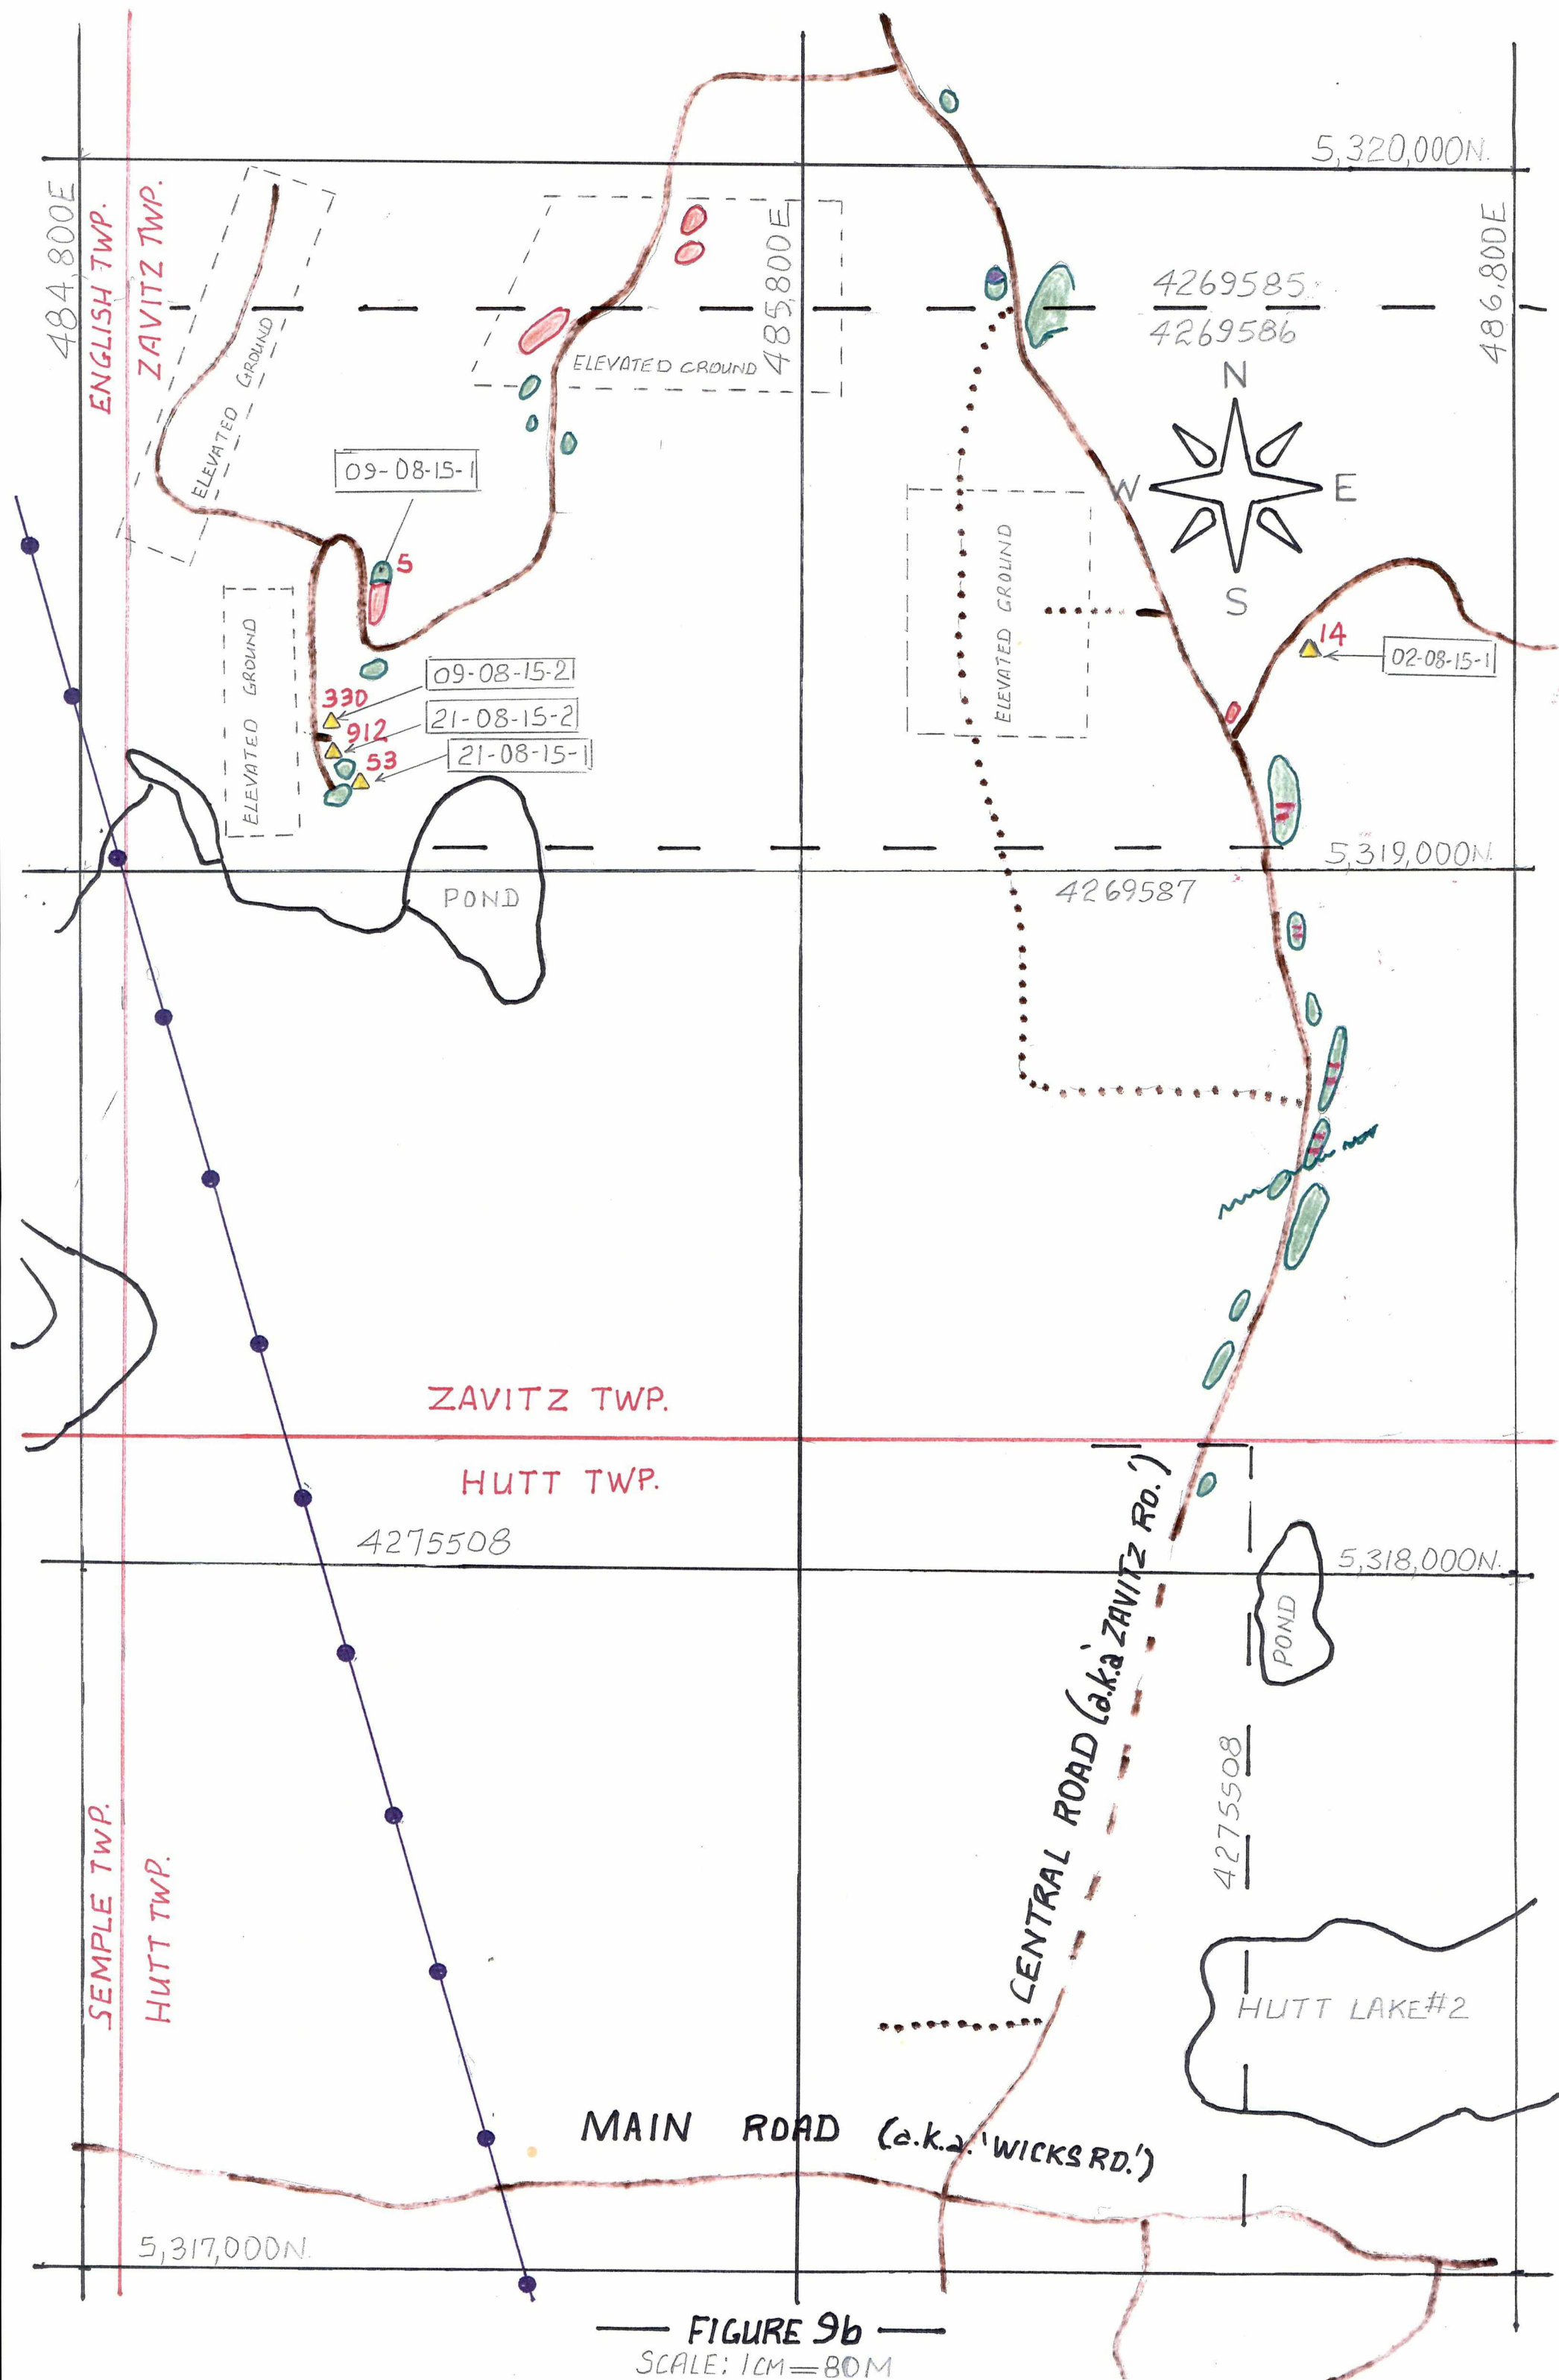 5,320,000N.
484,800E
ENGLISH TWP.
ZAVITZ TWP.
485,800E
486,800E
4269585
4269586
ELEVATED GROUND
ELEVATED GROUND
N
W
E
S
09-08-15-1
5
ELEVATED GROUND
ELEVATED GROUND
14
02-08-15-1
09-08-15-2
330
21-08-15-2
912
21-08-15-1
53
5,319,000N.
POND
4269587
ZAVITZ TWP.
HUTT TWP.
4275508
5,318,000N.
POND
CENTRAL ROAD (a.k.a 'ZAVITZ RD.')
4275508
SEMPLE TWP.
HUTT TWP.
HUTT LAKE#2
MAIN ROAD (a.k.a. 'WICKS RD.')
5,317,000N.
FIGURE 9b
SCALE: 1CM=80M